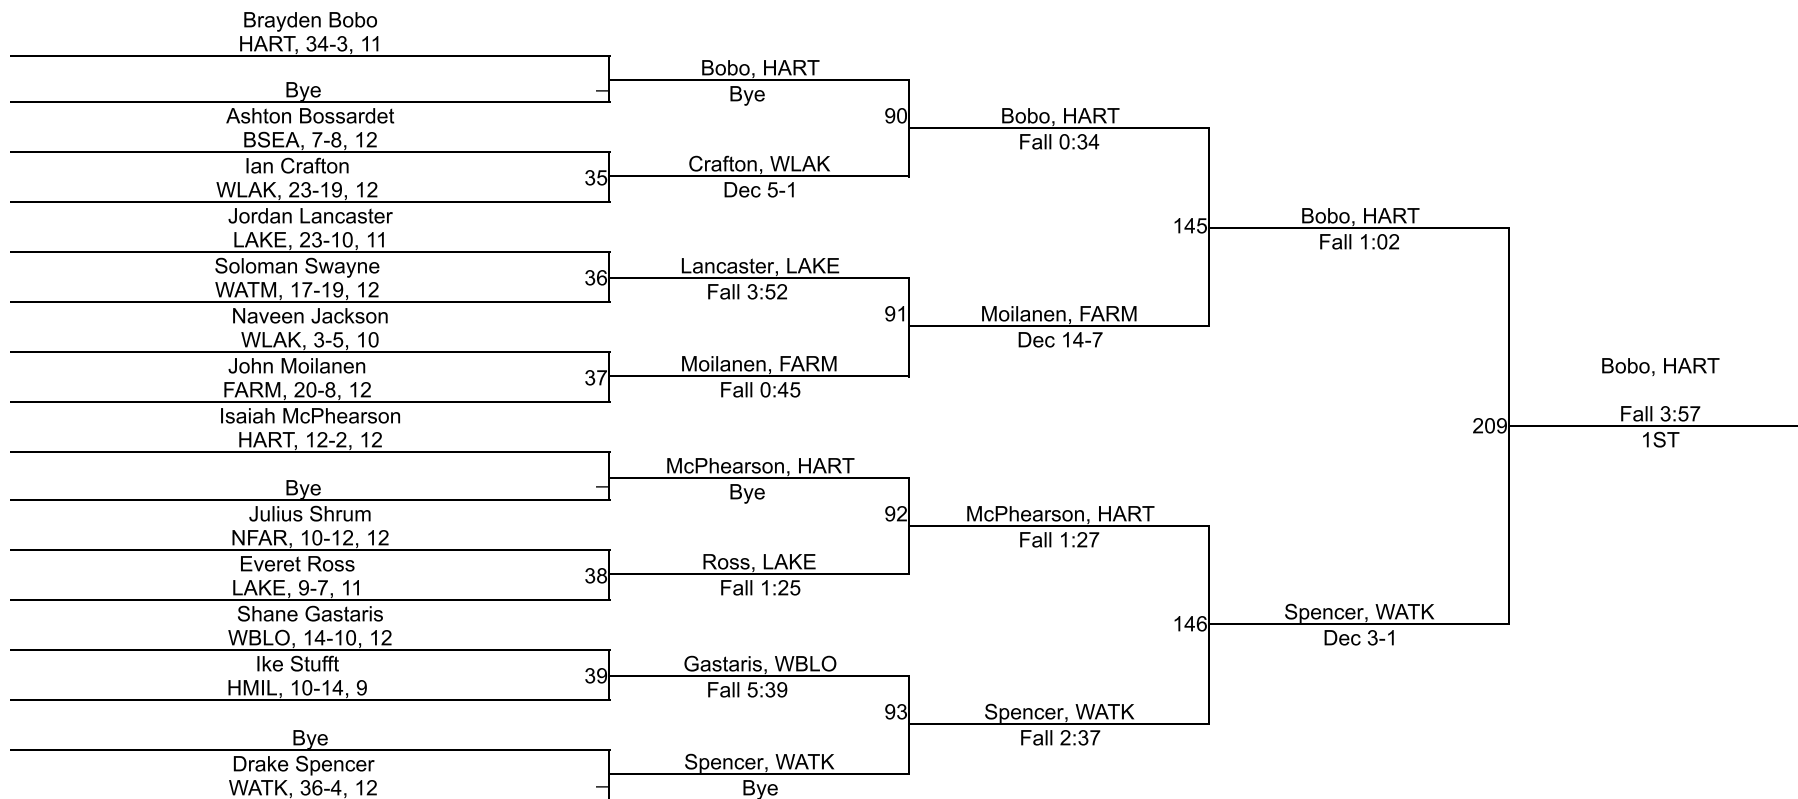 Brayden Bobo
HART, 34-3, 11
Bye
Ashton Bossardet
BSEA, 7-8, 12
Ian Crafton
WLAK, 23-19, 12
Jordan Lancaster
LAKE, 23-10, 11
Soloman Swayne
WATM, 17-19, 12
Naveen Jackson
WLAK, 3-5, 10
John Moilanen
FARM, 20-8, 12
Isaiah McPhearson
HART, 12-2, 12
Bye
Julius Shrum
NFAR, 10-12, 12
Everet Ross
LAKE, 9-7, 11
Shane Gastaris
WBLO, 14-10, 12
Ike Stufft
HMIL, 10-14, 9
Bye
Drake Spencer
WATK, 36-4, 12
35
36
37
38
39
Bobo, HART
Bye
Crafton, WLAK
Dec 5-1
Lancaster, LAKE
Fall 3:52
Moilanen, FARM
Fall 0:45
McPhearson, HART
Bye
Ross, LAKE
Fall 1:25
Gastaris, WBLO
Fall 5:39
Spencer, WATK
Bye
90
91
92
93
Bobo, HART
Fall 0:34
Moilanen, FARM
Dec 14-7
McPhearson, HART
Fall 1:27
Spencer, WATK
Fall 2:37
145
146
Bobo, HART
Fall 1:02
Spencer, WATK
Dec 3-1
209
Bobo, HART
Fall 3:57
1ST